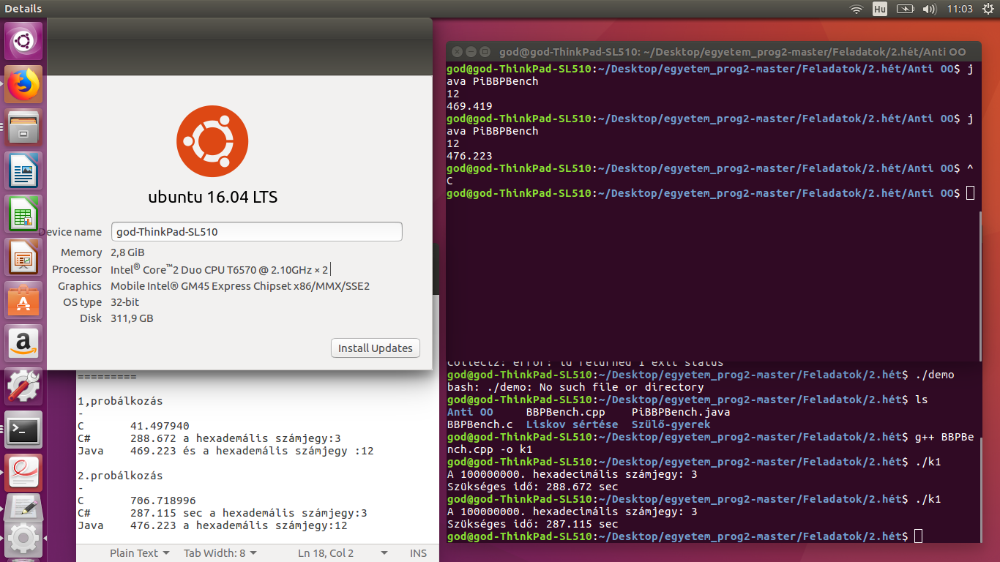 Details
Hu
11:03
ubuntu 16.04 LTS
Device name god-ThinkPad-SL510
Memory 2,8 GiB
Processor Intel® Core™2 Duo CPU T6570 @ 2.10GHz × 2
Graphics Mobile Intel® GM45 Express Chipset x86/MMX/SSE2
OS type 32-bit
Disk 311,9 GB
Install Updates
=========
1,probálkozás
-
C 41.497940
C# 288.672 a hexademális számjegy:3
Java 469.223 és a hexademális számjegy :12
2.probálkozás
-
C 706.718996
C# 287.115 sec a hexademális számjegy:3
Java 476.223 a hexademális számjegy:12
Plain Text Tab Width: 8 Ln 18, Col 2 INS
god@god-ThinkPad-SL510: ~/Desktop/egyetem_prog2-master/Feladatok/2.hét/Anti OO
god@god-ThinkPad-SL510:~/Desktop/egyetem_prog2-master/Feladatok/2.hét/Anti OO$ j
ava PiBBPBench
12
469.419
god@god-ThinkPad-SL510:~/Desktop/egyetem_prog2-master/Feladatok/2.hét/Anti OO$ j
ava PiBBPBench
12
476.223
god@god-ThinkPad-SL510:~/Desktop/egyetem_prog2-master/Feladatok/2.hét/Anti OO$ ^
C
god@god-ThinkPad-SL510:~/Desktop/egyetem_prog2-master/Feladatok/2.hét/Anti OO$
collect2: error: ld returned 1 exit status
god@god-ThinkPad-SL510:~/Desktop/egyetem_prog2-master/Feladatok/2.hét$ ./demo
bash: ./demo: No such file or directory
god@god-ThinkPad-SL510:~/Desktop/egyetem_prog2-master/Feladatok/2.hét$ ls
Anti OO BBPBench.cpp PiBBPBench.java
BBPBench.c Liskov sértése Szülő-gyerek
god@god-ThinkPad-SL510:~/Desktop/egyetem_prog2-master/Feladatok/2.hét$ g++ BBPBe
nch.cpp -o k1
god@god-ThinkPad-SL510:~/Desktop/egyetem_prog2-master/Feladatok/2.hét$ ./k1
A 100000000. hexadecimális számjegy: 3
Szükséges idő: 288.672 sec
god@god-ThinkPad-SL510:~/Desktop/egyetem_prog2-master/Feladatok/2.hét$ ./k1
A 100000000. hexadecimális számjegy: 3
Szükséges idő: 287.115 sec
god@god-ThinkPad-SL510:~/Desktop/egyetem_prog2-master/Feladatok/2.hét$